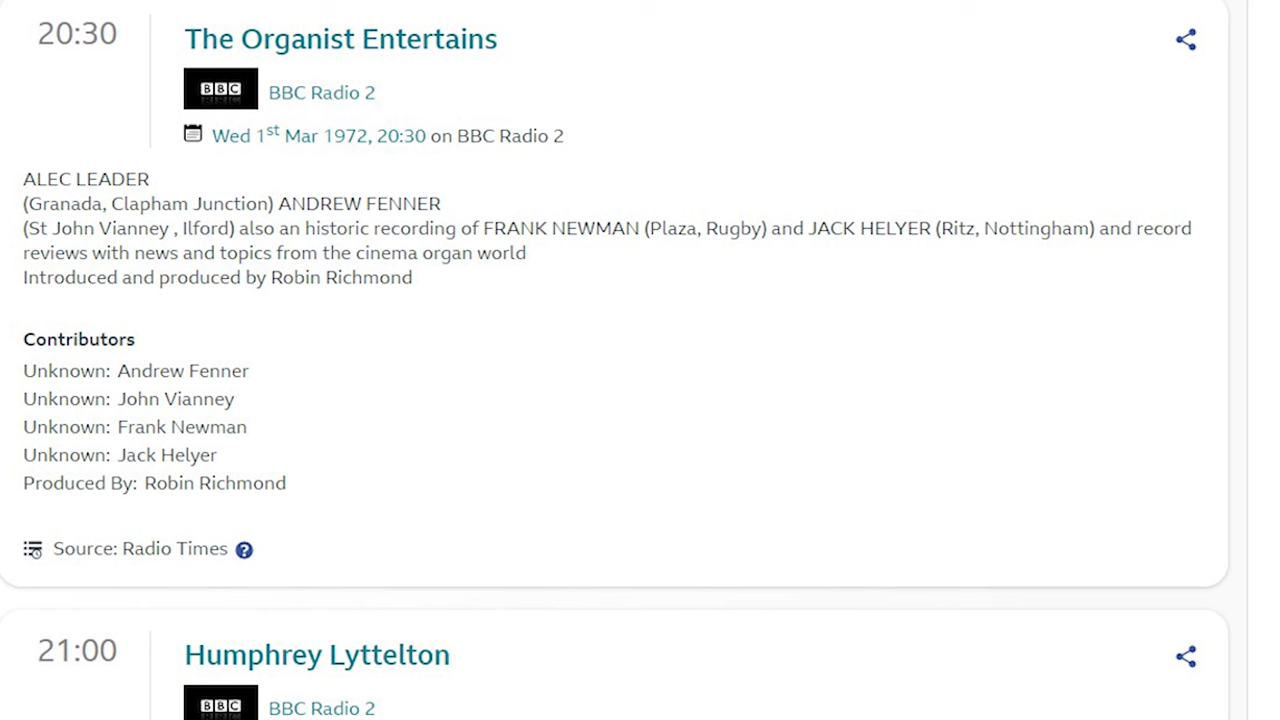 20:30
The Organist Entertains
BBC
BBC Radio 2
Wed 1st Mar 1972, 20:30 on BBC Radio 2
ALEC LEADER
(Granada, Clapham Junction) ANDREW FENNER
(St John Vianney , Ilford) also an historic recording of FRANK NEWMAN (Plaza, Rugby) and JACK HELYER (Ritz, Nottingham) and record
reviews with news and topics from the cinema organ world
Introduced and produced by Robin Richmond
Contributors
Unknown: Andrew Fenner
Unknown: John Vianney
Unknown: Frank Newman
Unknown: Jack Helyer
Produced By: Robin Richmond
Source: Radio Times ?
21:00
Humphrey Lyttelton
BBC
BBC Radio 2